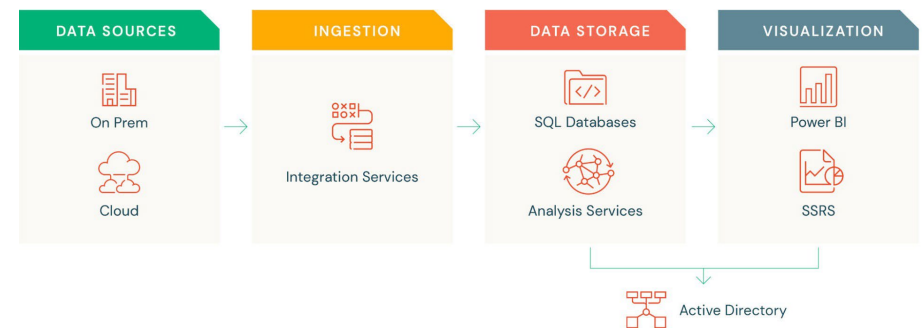 DATA SOURCES
On Prem
Cloud
INGESTION
Integration Services
DATA STORAGE
</>
SQL Databases
Analysis Services
VISUALIZATION
Power BI
SSRS
Active Directory